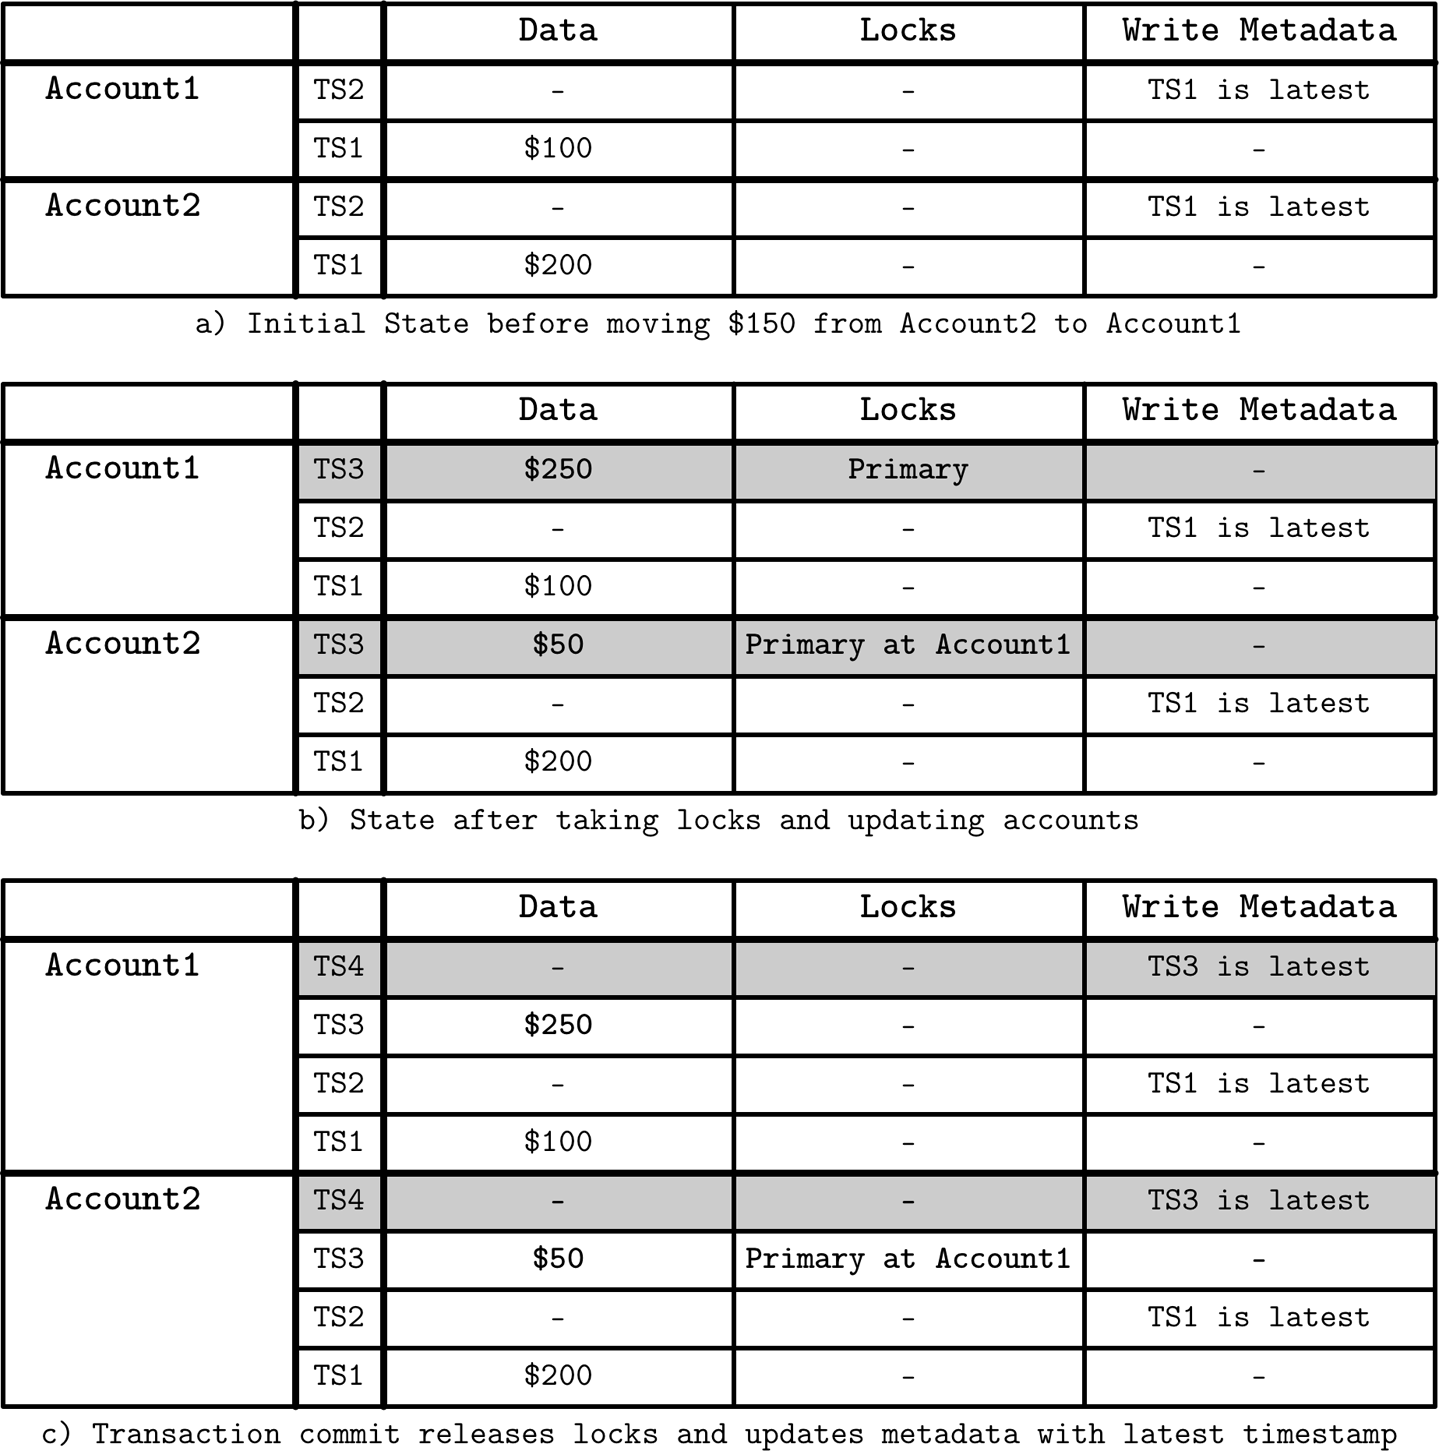 Data Locks Write Metadata
Account1 TS2 - - TS1 is latest
TS1 $100 - -
Account2 TS2 - - TS1 is latest
TS1 $200 - -
a) Initial State before moving $150 from Account2 to Account1
Data Locks Write Metadata
Account1 TS3 $250 Primary -
TS2 - - TS1 is latest
TS1 $100 - -
Account2 TS3 $50 Primary at Account1 -
TS2 - - TS1 is latest
TS1 $200 - -
b) State after taking locks and updating accounts
Data Locks Write Metadata
Account1 TS4 - - TS3 is latest
TS3 $250 - -
TS2 - - TS1 is latest
TS1 $100 - -
Account2 TS4 - - TS3 is latest
TS3 $50 Primary at Account1 -
TS2 - - TS1 is latest
TS1 $200 - -
c) Transaction commit releases locks and updates metadata with latest timestamp